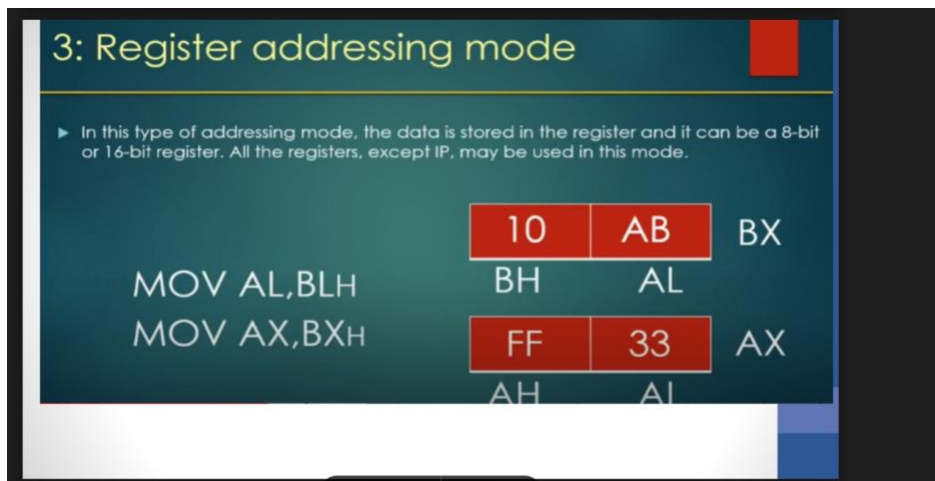 3: Register addressing mode
In this type of addressing mode, the data is stored in the register and it can be a 8-bit
or 16-bit register. All the registers, except IP, may be used in this mode.
10 AB BX
MOV AL,BLH BH AL
MOV AX,BXH FF 33 AX
AH AL